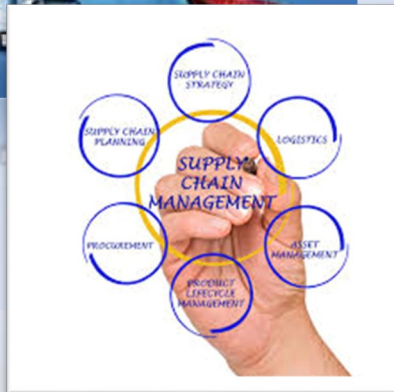 SUPPLY CHAIN
STRATEGY
SUPPLY CHAIN
PLANNING
LOGISTICS
SUPPLY
CHAIN
MANAGEMENT
PROCUREMENT
ASSET
MANAGEMENT
PRODUCT
LIFECYCLE
MANAGEMENT